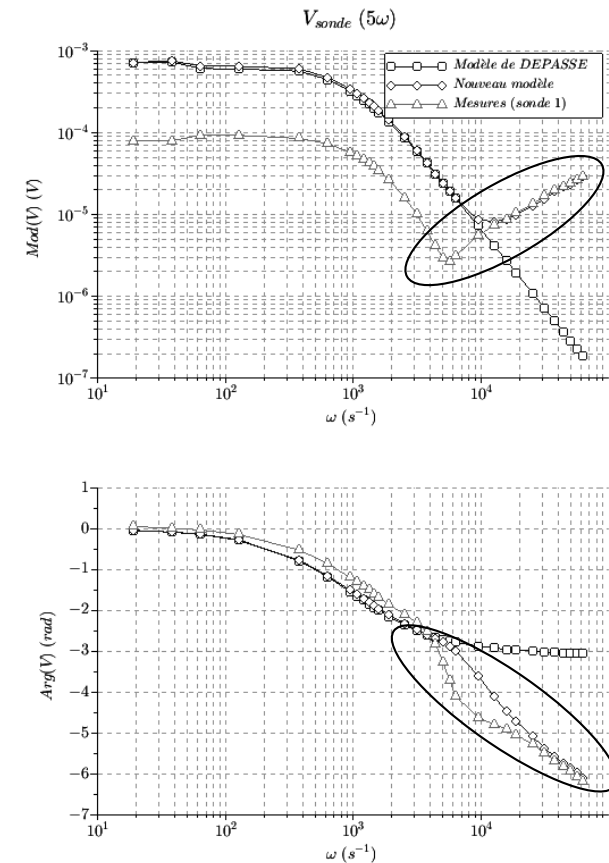 V_sonde (5ω)
10^-3
10^-4
10^-5
10^-6
10^-7
Mod(V) (V)
Modèle de DEPASSE
Nouveau modèle
Mesures (sonde 1)
10^1
10^2
10^3
10^4
ω (s^-1)
1
0
−1
−2
−3
−4
−5
−6
−7
Arg(V) (rad)
10^1
10^2
10^3
10^4
ω (s^-1)